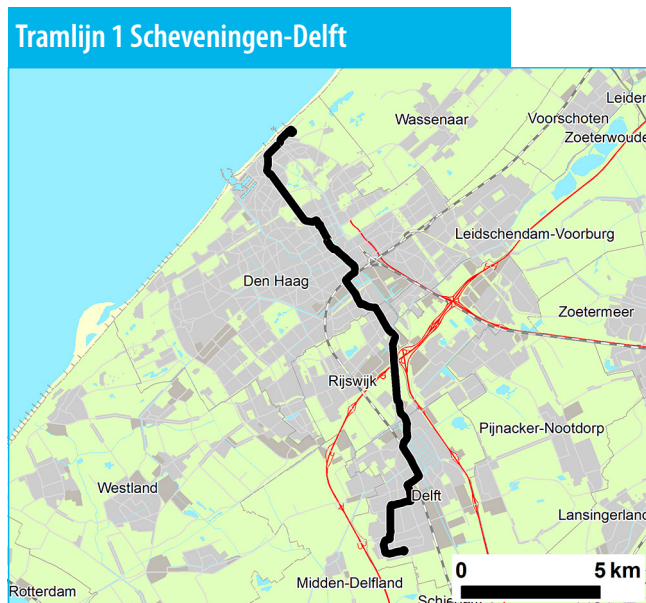 Tramlijn 1 Scheveningen-Delft
Leiden
Wassenaar
Voorschoten
Zoeterwoude
Leidschendam-Voorburg
Den Haag
Zoetermeer
Rijswijk
Pijnacker-Nootdorp
Westland
Delft
Lansingerland
0 5 km
Midden-Delfland
Rotterdam